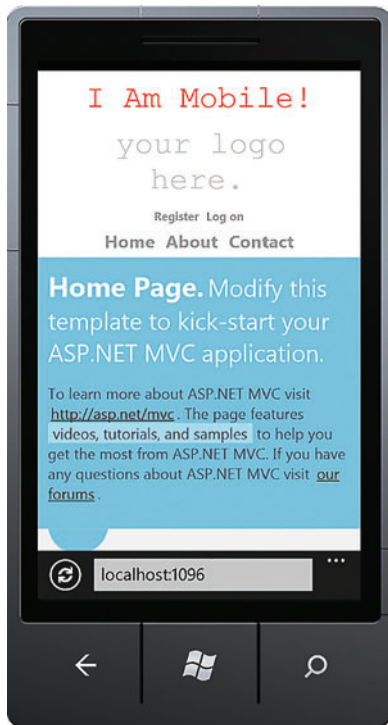 I Am Mobile!
your logo
here.
Register Log on
Home About Contact
Home Page. Modify this
template to kick-start your
ASP.NET MVC application.
To learn more about ASP.NET MVC visit
http://asp.net/mvc. The page features
videos, tutorials, and samples to help you
get the most from ASP.NET MVC. If you have
any questions about ASP.NET MVC visit our
forums.
localhost:1096
...